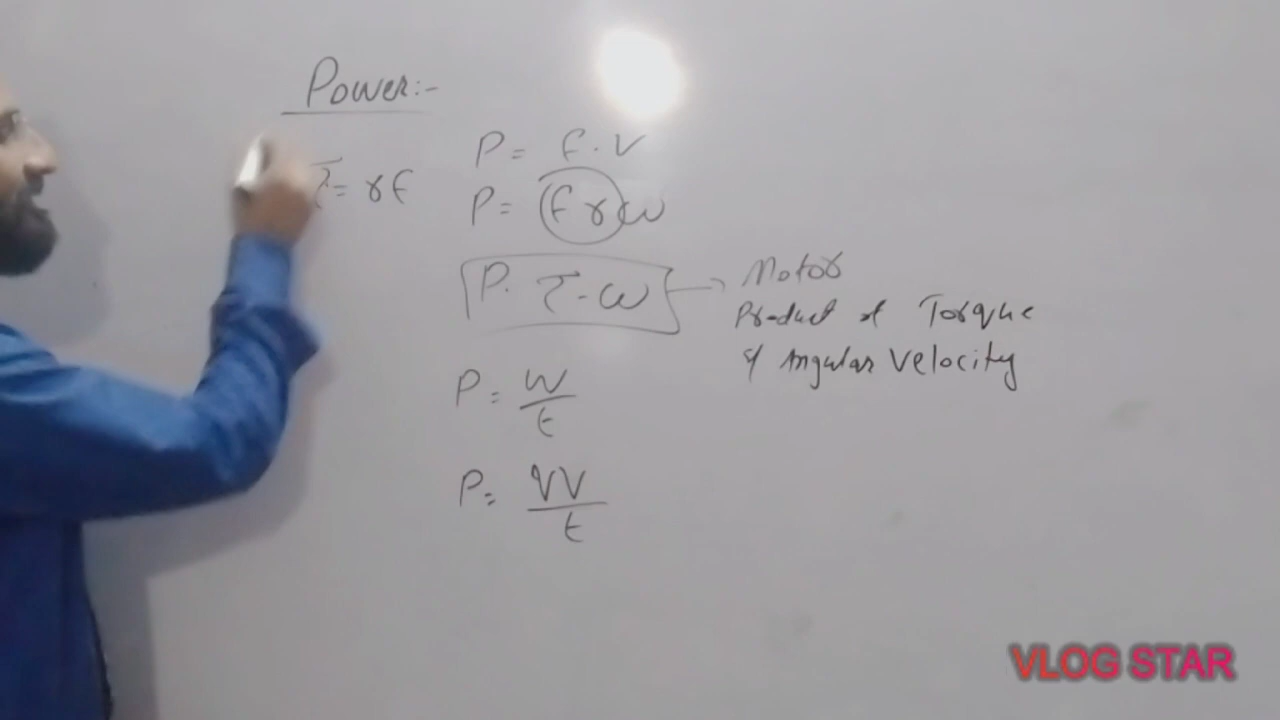 Power:-
τ = rF
P = F.V
P = Frω
P. τ.ω
Motor
Product of Torque
& Angular Velocity
P = W/t
P = qV/t
VLOG STAR